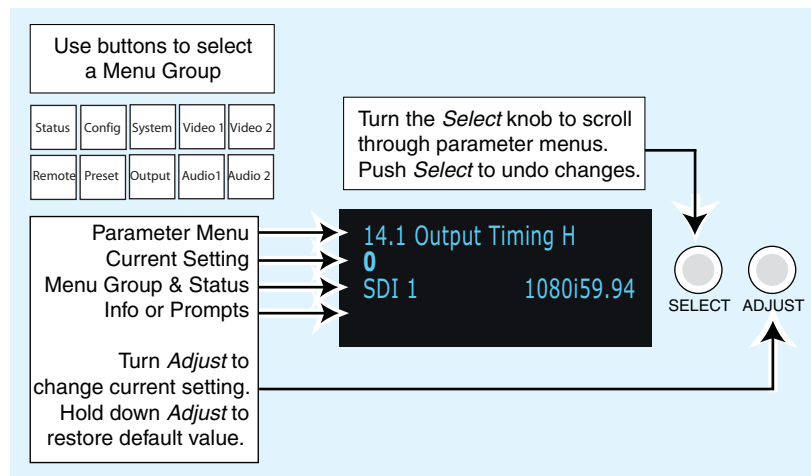 Use buttons to select
a Menu Group
Status Config System Video 1 Video 2
Remote Preset Output Audio1 Audio 2
Turn the Select knob to scroll
through parameter menus.
Push Select to undo changes.
Parameter Menu
Current Setting
Menu Group & Status
Info or Prompts
Turn Adjust to
change current setting.
Hold down Adjust to
restore default value.
14.1 Output Timing H
0
SDI 1 1080i59.94
SELECT ADJUST